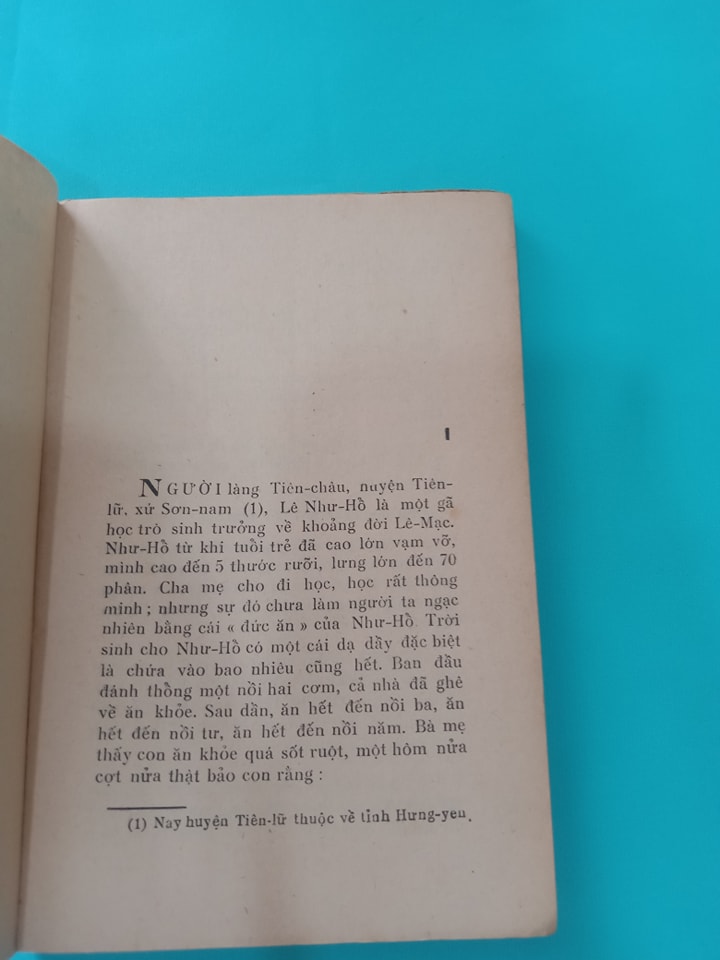 I
NGƯỜI làng Tiên-châu, huyện Tiên-
lữ, xứ Sơn-nam (1), Lê Như-Hồ là một gã
học trò sinh trưởng về khoảng đời Lê-Mạc.
Như-Hồ từ khi tuổi trẻ đã cao lớn vạm vỡ,
mình cao đến 5 thước rưỡi, lưng lớn đến 70
phân. Cha mẹ cho đi học, học rất thông
minh ; nhưng sự đó chưa làm người ta ngạc
nhiên bằng cái « đức ăn » của Như-Hồ. Trời
sinh cho Như-Hồ có một cái dạ dầy đặc biệt
là chứa vào bao nhiêu cũng hết. Ban đầu
đánh thồng một nồi hai cơm, cả nhà đã ghê
về ăn khỏe. Sau dần, ăn hết đến nồi ba, ăn
hết đến nồi tư, ăn hết đến nồi năm. Bà mẹ
thấy con ăn khỏe quá sốt ruột, một hôm nửa
cợt nửa thật bảo con rằng :
(1) Nay huyện Tiên-lữ thuộc về tỉnh Hưng-yen.